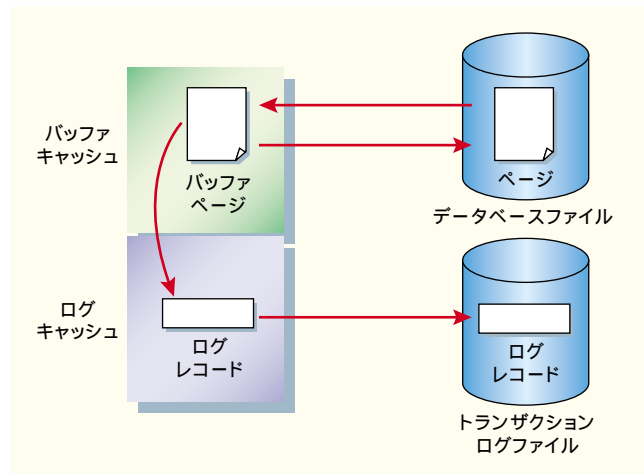 バッファ
キャッシュ
バッファ
ページ
ページ
データベースファイル
ログ
キャッシュ
ログ
レコード
ログ
レコード
トランザクション
ログファイル